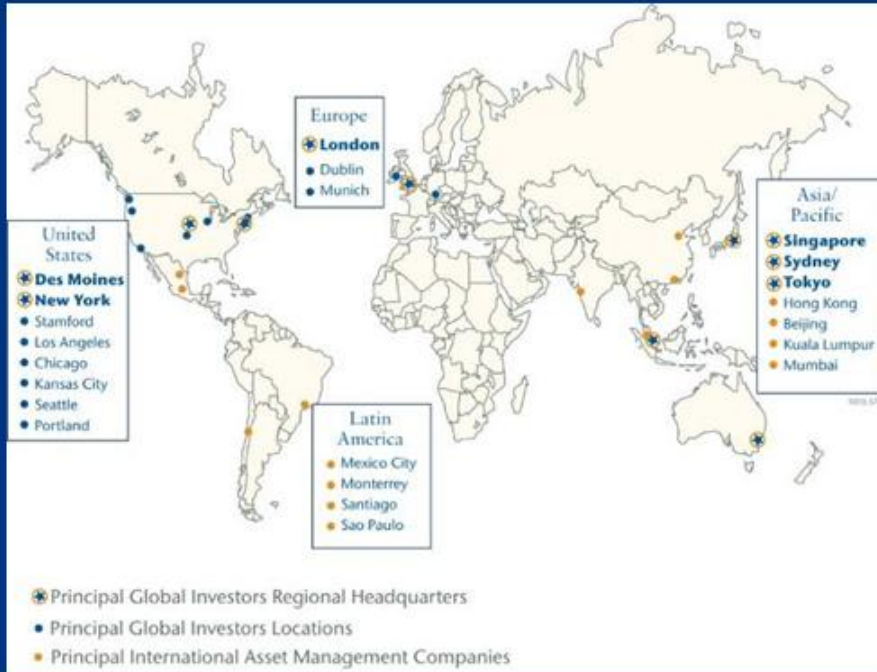 Europe
London
Dublin
Munich
United
States
Des Moines
New York
Stamford
Los Angeles
Chicago
Kansas City
Seattle
Portland
Asia/
Pacific
Singapore
Sydney
Tokyo
Hong Kong
Beijing
Kuala Lumpur
Mumbai
Latin
America
Mexico City
Monterrey
Santiago
Sao Paulo
Principal Global Investors Regional Headquarters
Principal Global Investors Locations
Principal International Asset Management Companies